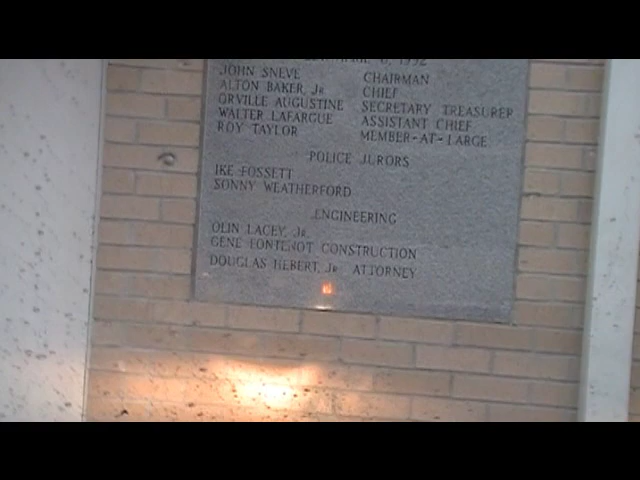 JOHN SNEVE CHAIRMAN
ALTON BAKER, JR CHIEF
ORVILLE AUGUSTINE SECRETARY TREASURER
WALTER LAFARGUE ASSISTANT CHIEF
ROY TAYLOR MEMBER-AT-LARGE
POLICE JURORS
IKE FOSSETT
SONNY WEATHERFORD
ENGINEERING
OLIN LACEY, JR.
GENE FONTENOT CONSTRUCTION
DOUGLAS HEBERT, JR ATTORNEY